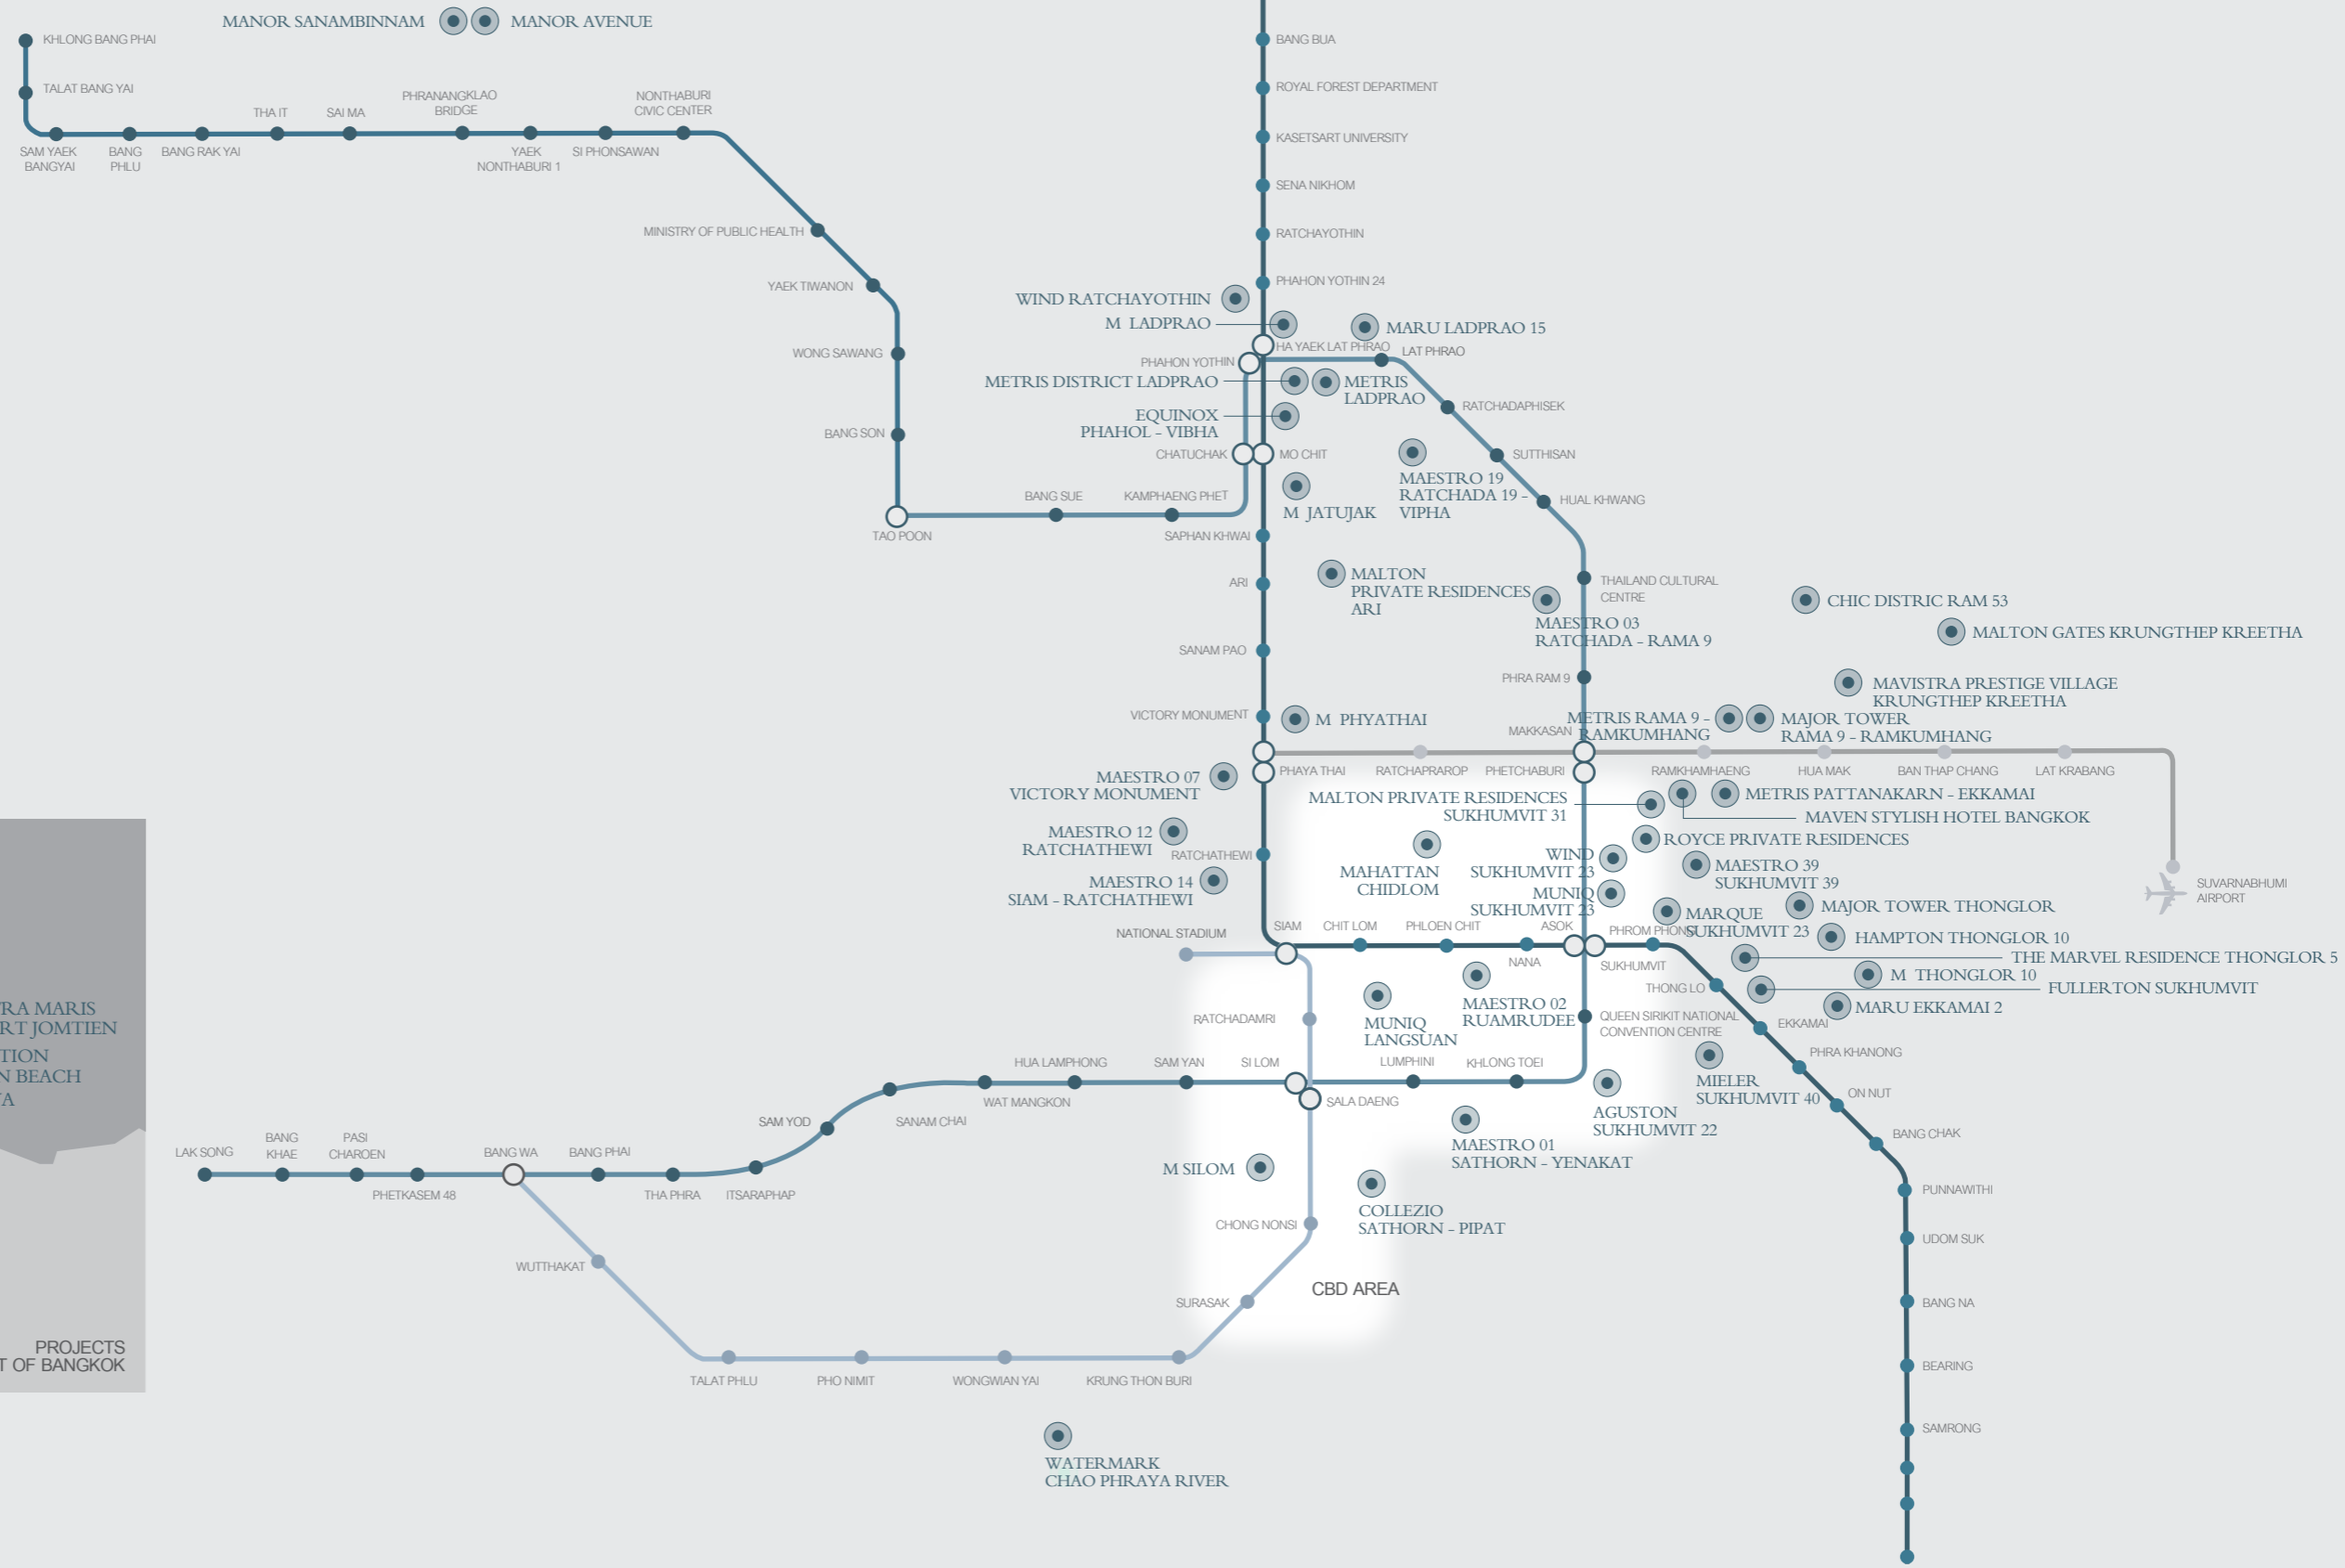 MANOR SANAMBINNAM
MANOR AVENUE
KHLONG BANG PHAI
TALAT BANG YAI
SAM YAEK
BANGYAI
BANG
PHLU
BANG RAK YAI
THA IT
SAI MA
PHRANANGKLAO
BRIDGE
YAEK
NONTHABURI 1
SI PHONSAWAN
NONTHABURI
CIVIC CENTER
MINISTRY OF PUBLIC HEALTH
YAEK TIWANON
WONG SAWANG
BANG SON
TAO POON
BANG SUE
KAMPHAENG PHET
BANG BUA
ROYAL FOREST DEPARTMENT
KASETSART UNIVERSITY
SENA NIKHOM
RATCHAYOTHIN
PHAHON YOTHIN 24
WIND RATCHAYOTHIN
M LADPRAO
MARU LADPRAO 15
HA YAEK LAT PHRAO
LAT PHRAO
PHAHON YOTHIN
METRIS DISTRICT LADPRAO
METRIS
LADPRAO
RATCHADAPHISEK
EQUINOX
PHAHOL - VIBHA
CHATUCHAK
MO CHIT
SUTTHISAN
MAESTRO 19
RATCHADA 19 -
VIPHA
HUAL KHWANG
M JATUJAK
SAPHAN KHWAI
ARI
MALTON
PRIVATE RESIDENCES
ARI
THAILAND CULTURAL
CENTRE
MAESTRO 03
RATCHADA - RAMA 9
CHIC DISTRIC RAM 53
MALTON GATES KRUNGTHEP KREETHA
SANAM PAO
PHRA RAM 9
MAVISTRA PRESTIGE VILLAGE
KRUNGTHEP KREETHA
VICTORY MONUMENT
M PHYATHAI
METRIS RAMA 9 -
RAMKUMHANG
MAKKASAN
MAJOR TOWER
RAMA 9 - RAMKUMHANG
PHAYA THAI
RATCHAPRAROP
PHETCHABURI
RAMKHAMHAENG
HUA MAK
BAN THAP CHANG
LAT KRABANG
MAESTRO 07
VICTORY MONUMENT
MALTON PRIVATE RESIDENCES
SUKHUMVIT 31
METRIS PATTANAKARN - EKKAMAI
MAVEN STYLISH HOTEL BANGKOK
MAESTRO 12
RATCHATHEWI
RATCHATHEWI
ROYCE PRIVATE RESIDENCES
WIND
SUKHUMVIT 23
MAHATTAN
CHIDLOM
MAESTRO 39
SUKHUMVIT 39
MAESTRO 14
SIAM - RATCHATHEWI
MUNIQ
SUKHUMVIT 23
SUVARNABHUMI
AIRPORT
MARQUE
SUKHUMVIT 23
MAJOR TOWER THONGLOR
NATIONAL STADIUM
SIAM
CHIT LOM
PHLOEN CHIT
ASOK
PHROM PHONG
HAMPTON THONGLOR 10
NANA
SUKHUMVIT
THE MARVEL RESIDENCE THONGLOR 5
M THONGLOR 10
THONG LO
FULLERTON SUKHUMVIT
MARU EKKAMAI 2
MUNIQ
LANGSUAN
MAESTRO 02
RUAMRUDEE
QUEEN SIRIKIT NATIONAL
CONVENTION CENTRE
EKKAMAI
RATCHADAMRI
PHRA KHANONG
HUA LAMPHONG
SAM YAN
SI LOM
LUMPHINI
KHLONG TOEI
MIELER
SUKHUMVIT 40
ON NUT
WAT MANGKON
SALA DAENG
AGUSTON
SUKHUMVIT 22
SAM YOD
SANAM CHAI
BANG CHAK
MAESTRO 01
SATHORN - YENAKAT
LAK SONG
BANG
KHAE
PASI
CHAROEN
BANG WA
BANG PHAI
M SILOM
PHETKASEM 48
THA PHRA
ITSARAPHAP
PUNNAWITHI
COLLEZIO
SATHORN - PIPAT
CHONG NONSI
UDOM SUK
WUTTHAKAT
CBD AREA
SURASAK
BANG NA
BEARING
TALAT PHLU
PHO NIMIT
WONGWIAN YAI
KRUNG THON BURI
SAMRONG
WATERMARK
CHAO PHRAYA RIVER
RA MARIS
RT JOMTIEN
TION
N BEACH
A
PROJECTS
T OF BANGKOK